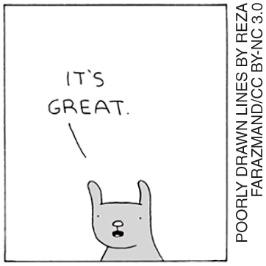 IT'S
GREAT.
POORLY DRAWN LINES BY REZA
FARAZMAND/CC BY-NC 3.0